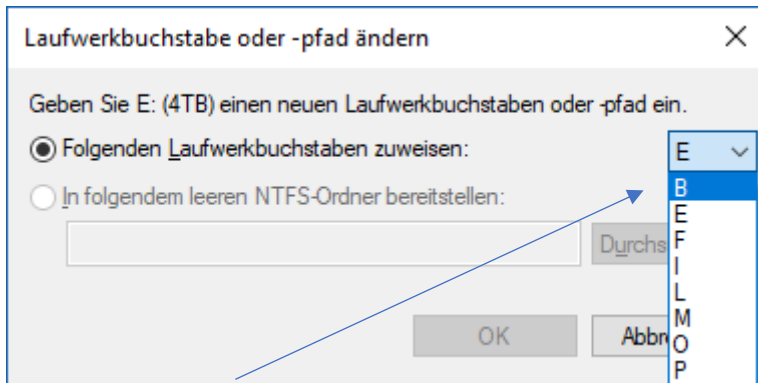 Laufwerkbuchstabe oder -pfad ändern
Geben Sie E: (4TB) einen neuen Laufwerkbuchstaben oder -pfad ein.
Folgenden Laufwerkbuchstaben zuweisen:
E
In folgendem leeren NTFS-Ordner bereitstellen:
B
E
F
I
L
M
O
P
Durchs
OK
Abbr